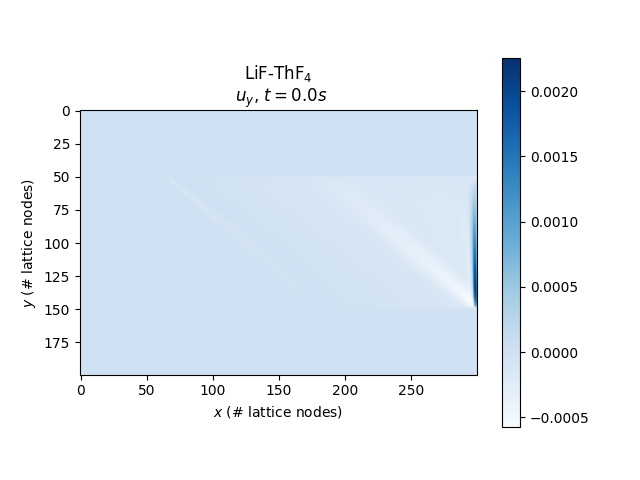 LiF-ThF₄
u_y, t = 0.0s
0
25
50
75
100
125
150
175
y (# lattice nodes)
0 50 100 150 200 250
x (# lattice nodes)
0.0020
0.0015
0.0010
0.0005
0.0000
−0.0005